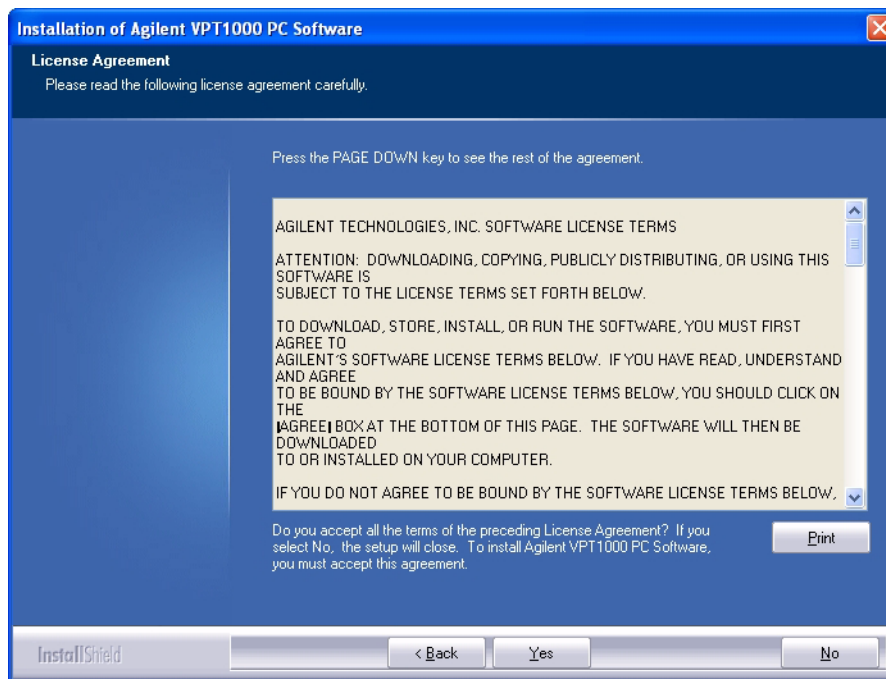 Installation of Agilent VPT1000 PC Software
License Agreement
Please read the following license agreement carefully.
Press the PAGE DOWN key to see the rest of the agreement.
AGILENT TECHNOLOGIES, INC. SOFTWARE LICENSE TERMS
ATTENTION:  DOWNLOADING, COPYING, PUBLICLY DISTRIBUTING, OR USING THIS
SOFTWARE IS
SUBJECT TO THE LICENSE TERMS SET FORTH BELOW.
TO DOWNLOAD, STORE, INSTALL, OR RUN THE SOFTWARE, YOU MUST FIRST
AGREE TO
AGILENT'S SOFTWARE LICENSE TERMS BELOW.  IF YOU HAVE READ, UNDERSTAND
AND AGREE
TO BE BOUND BY THE SOFTWARE LICENSE TERMS BELOW, YOU SHOULD CLICK ON
THE
|AGREE| BOX AT THE BOTTOM OF THIS PAGE.  THE SOFTWARE WILL THEN BE
DOWNLOADED
TO OR INSTALLED ON YOUR COMPUTER.
IF YOU DO NOT AGREE TO BE BOUND BY THE SOFTWARE LICENSE TERMS BELOW,
Do you accept all the terms of the preceding License Agreement?  If you
select No,  the setup will close.  To install Agilent VPT1000 PC Software,
you must accept this agreement.
Print
InstallShield
< Back
Yes
No